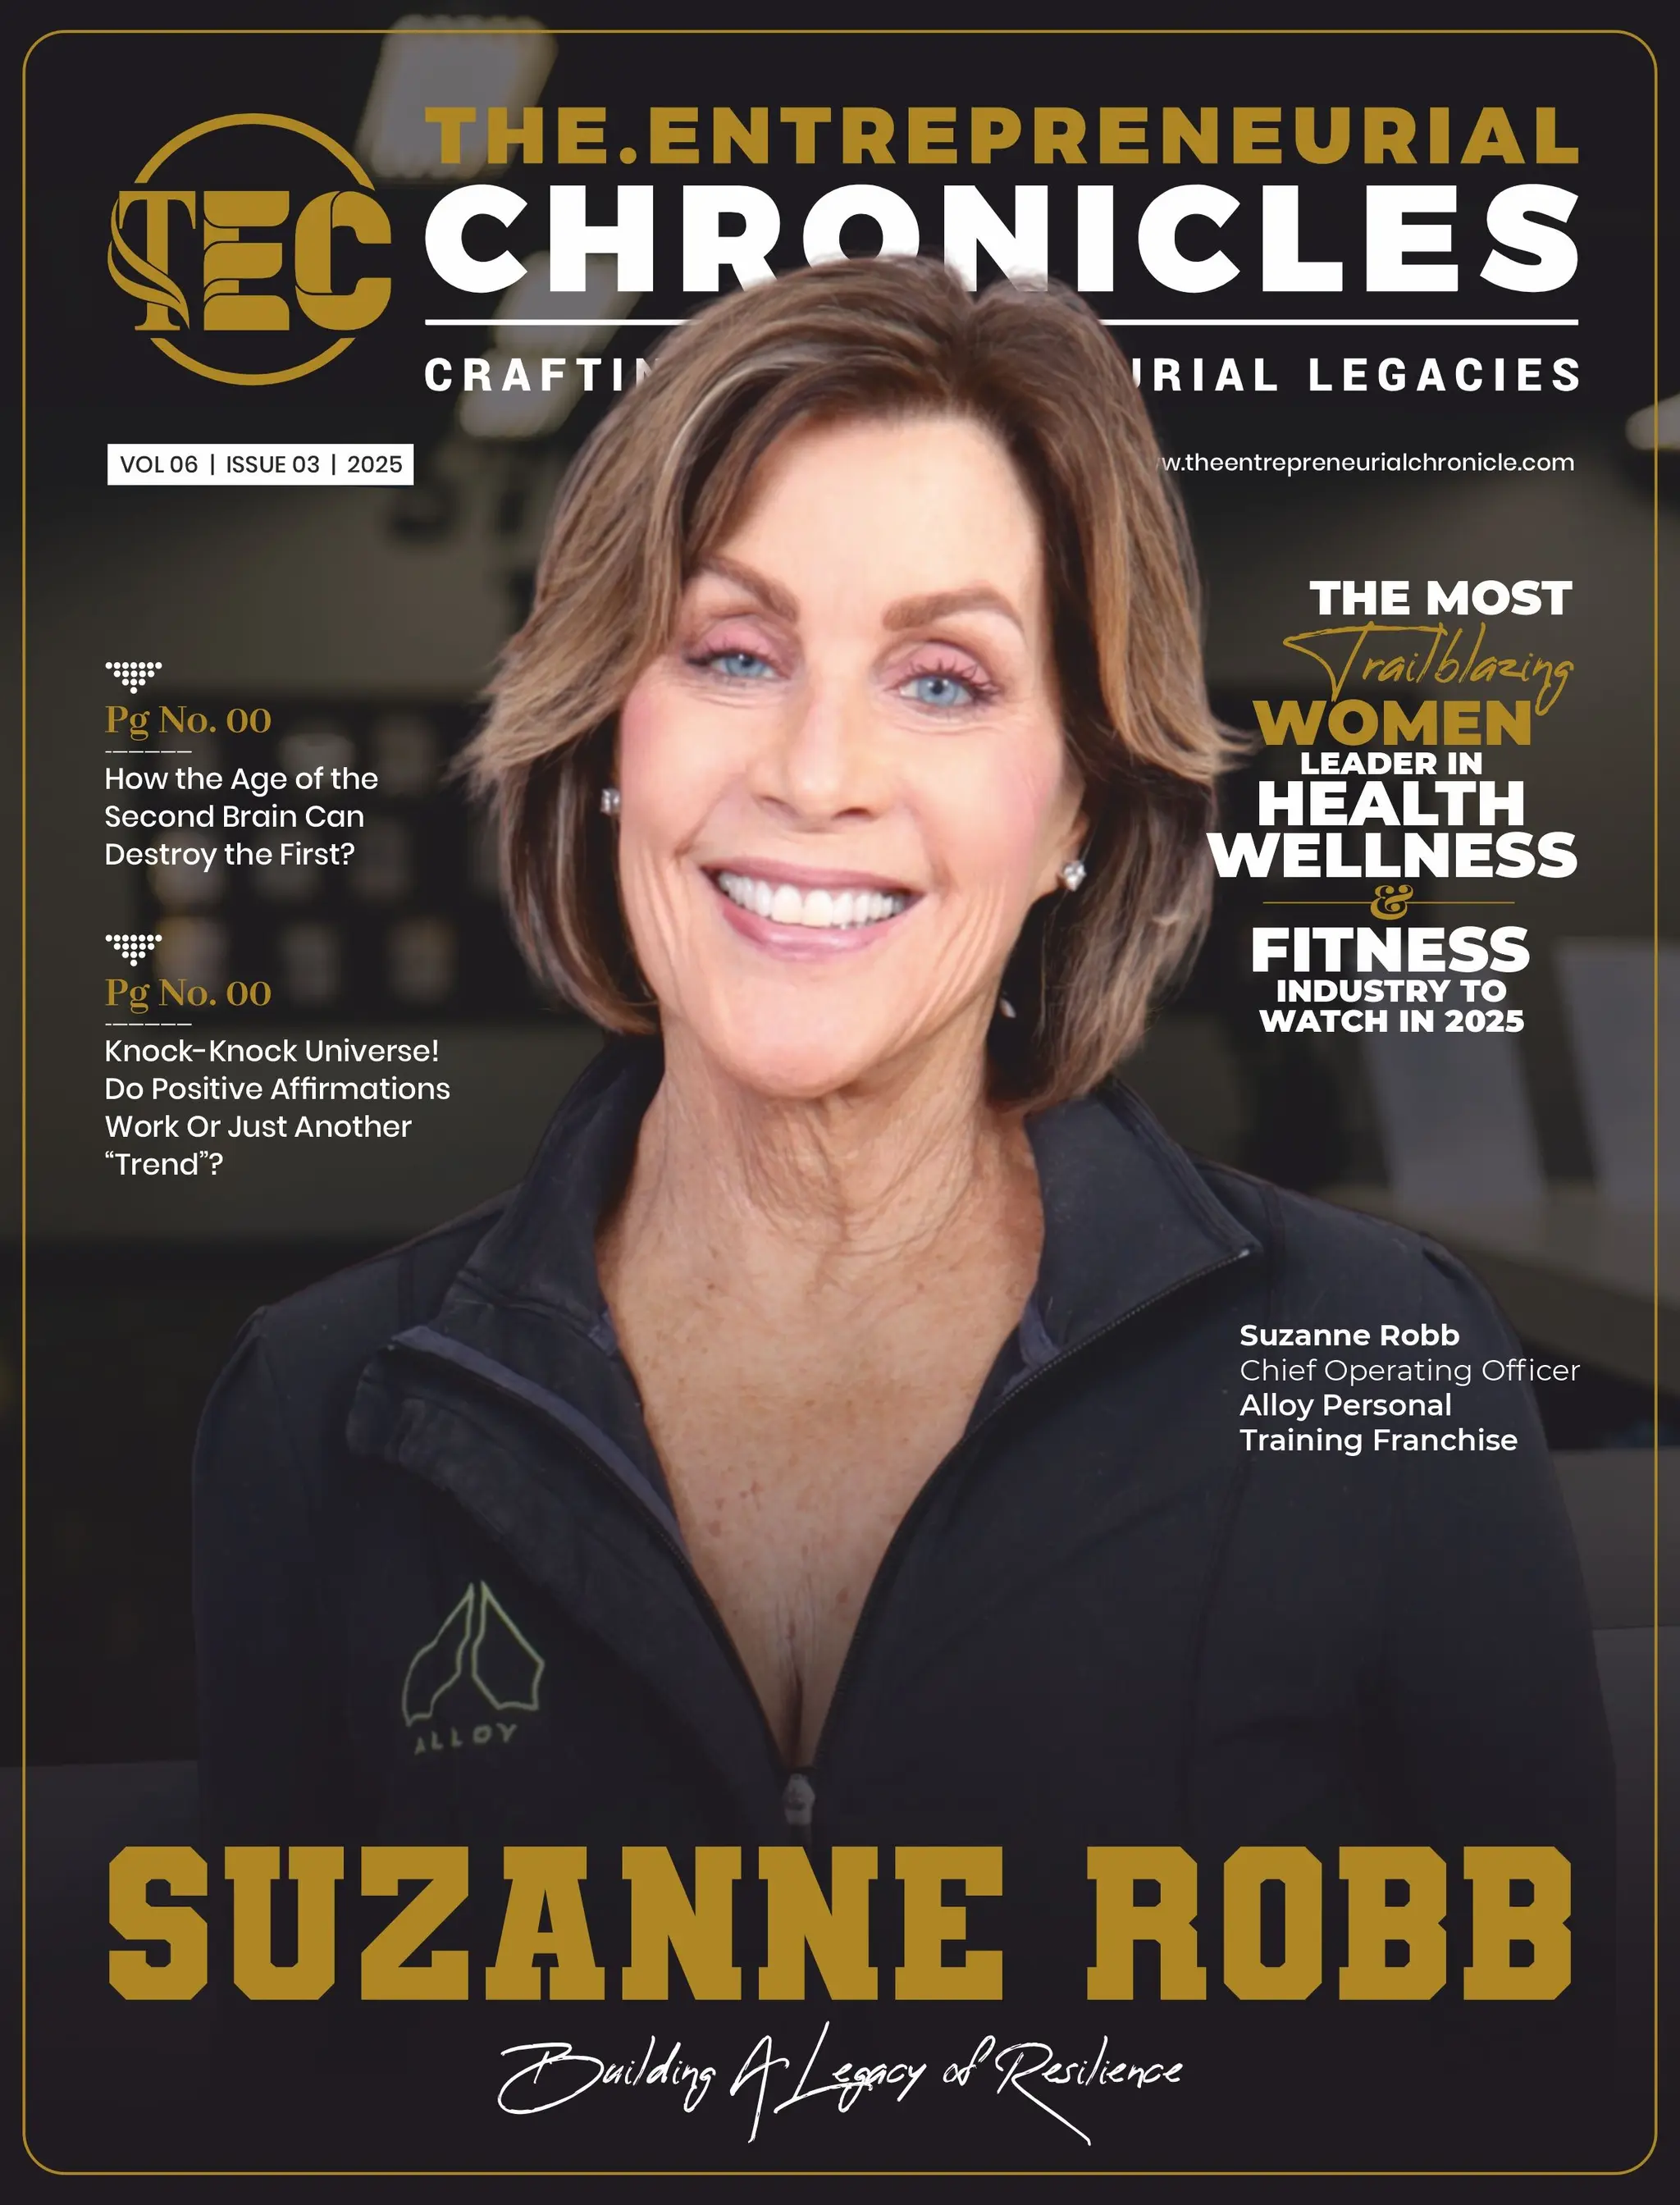 TEC
THE.ENTREPRENEURIAL
CHRONICLES
LEGACIES
VOL 06 | ISSUE 03 | 2025
w.theentrepreneurialchronicle.com
THE MOST
Trailblazing
WOMEN
LEADER IN
HEALTH
WELLNESS
&
FITNESS
INDUSTRY TO
WATCH IN 2025
Pg No. 00
How the Age of the
Second Brain Can
Destroy the First?
Pg No. 00
Knock-Knock Universe!
Do Positive Affirmations
Work Or Just Another
“Trend”?
Suzanne Robb
Chief Operating Officer
Alloy Personal
Training Franchise
ALLOY
SUZANNE ROBB
Building A Legacy of Resilience